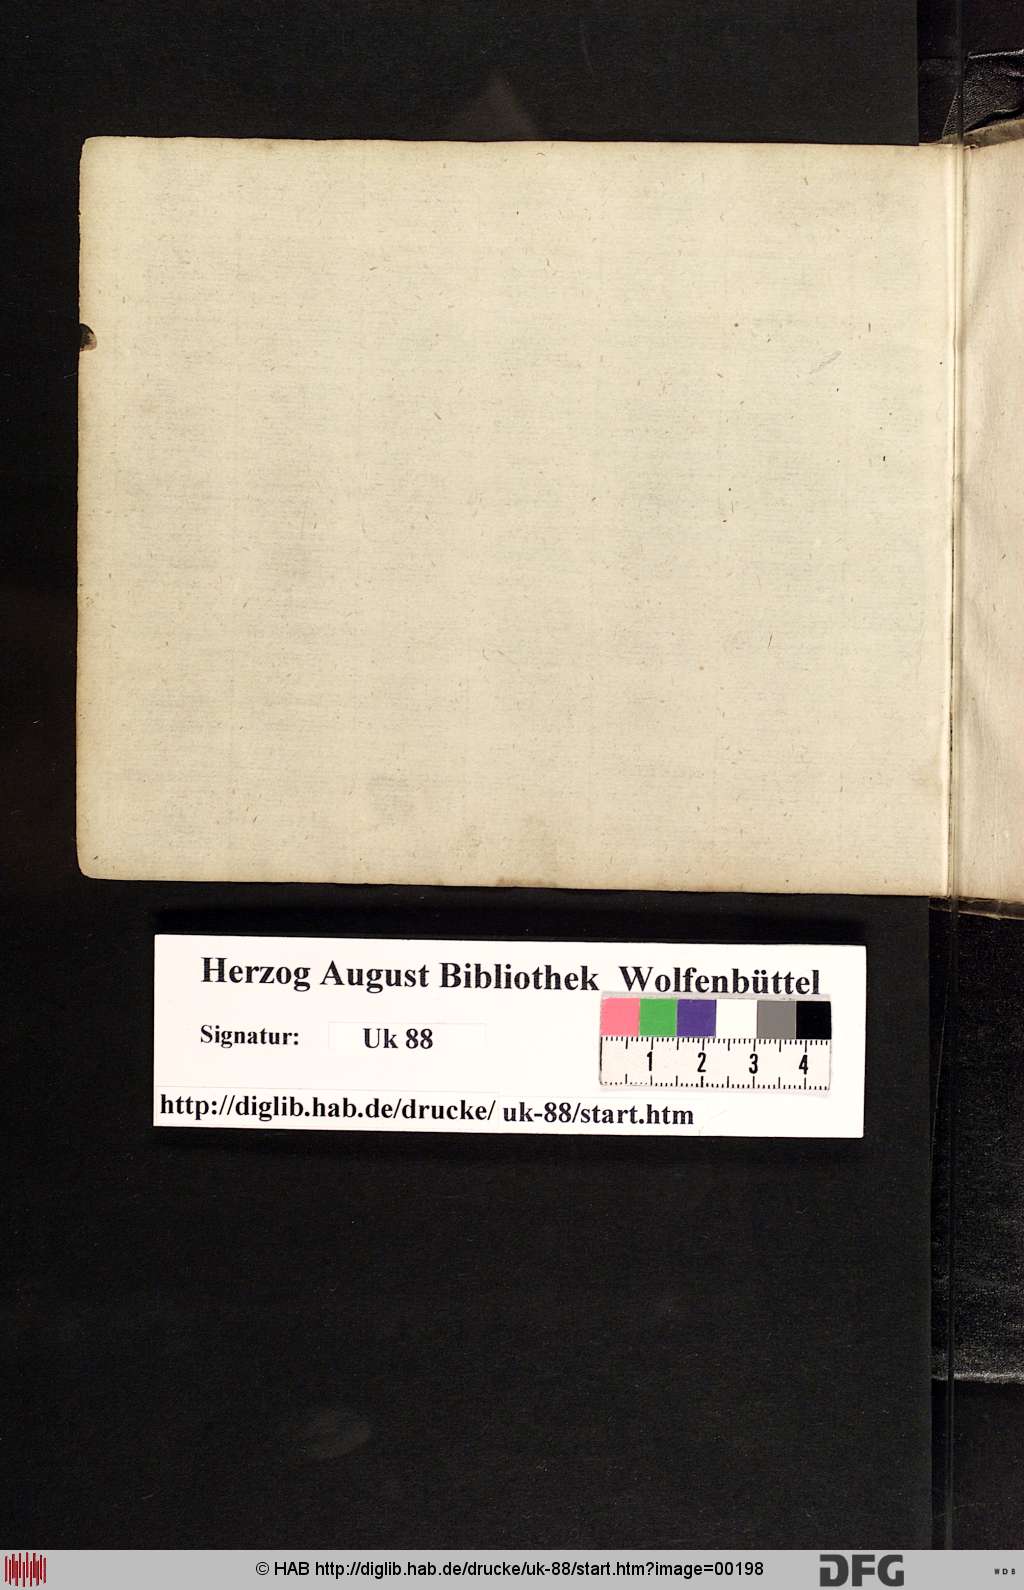 Herzog August Bibliothek Wolfenbüttel
Signatur: Uk 88
1 2 3 4
http://diglib.hab.de/drucke/ uk-88/start.htm
© HAB http://diglib.hab.de/drucke/uk-88/start.htm?image=00198
DFG
WDB